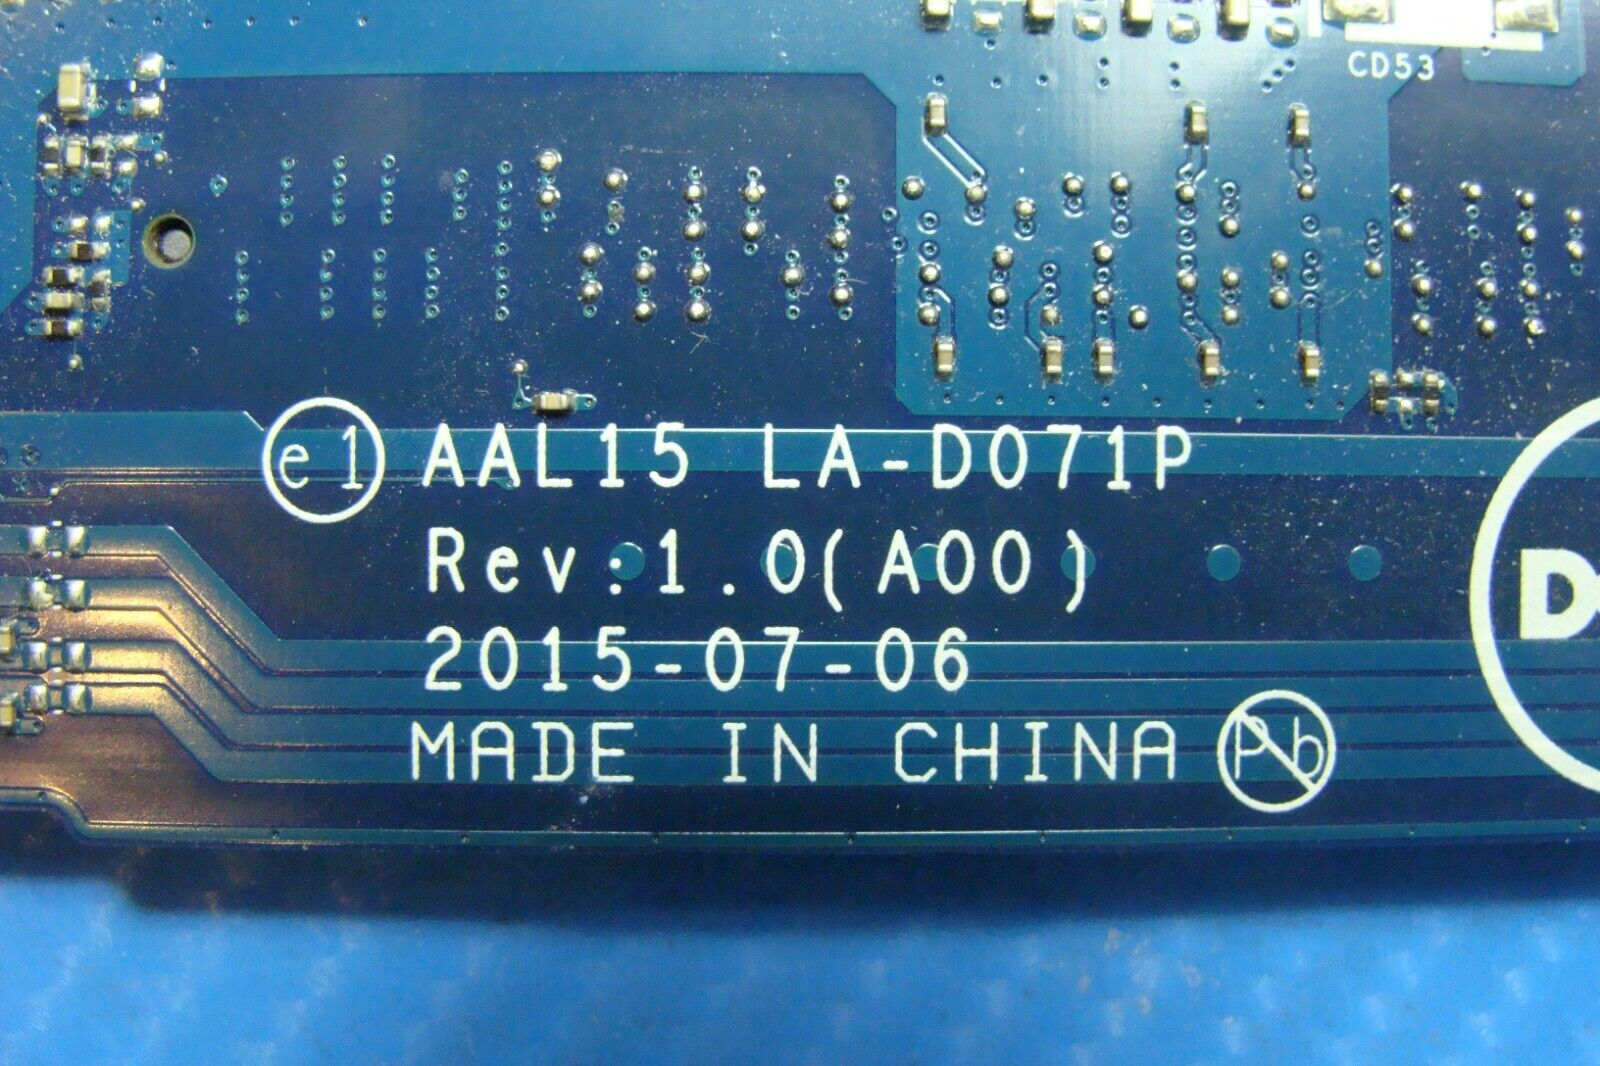 CD53
e1 AAL15 LA-D071P
Rev:1.0(A00)
2015-07-06
MADE IN CHINA Pb
D